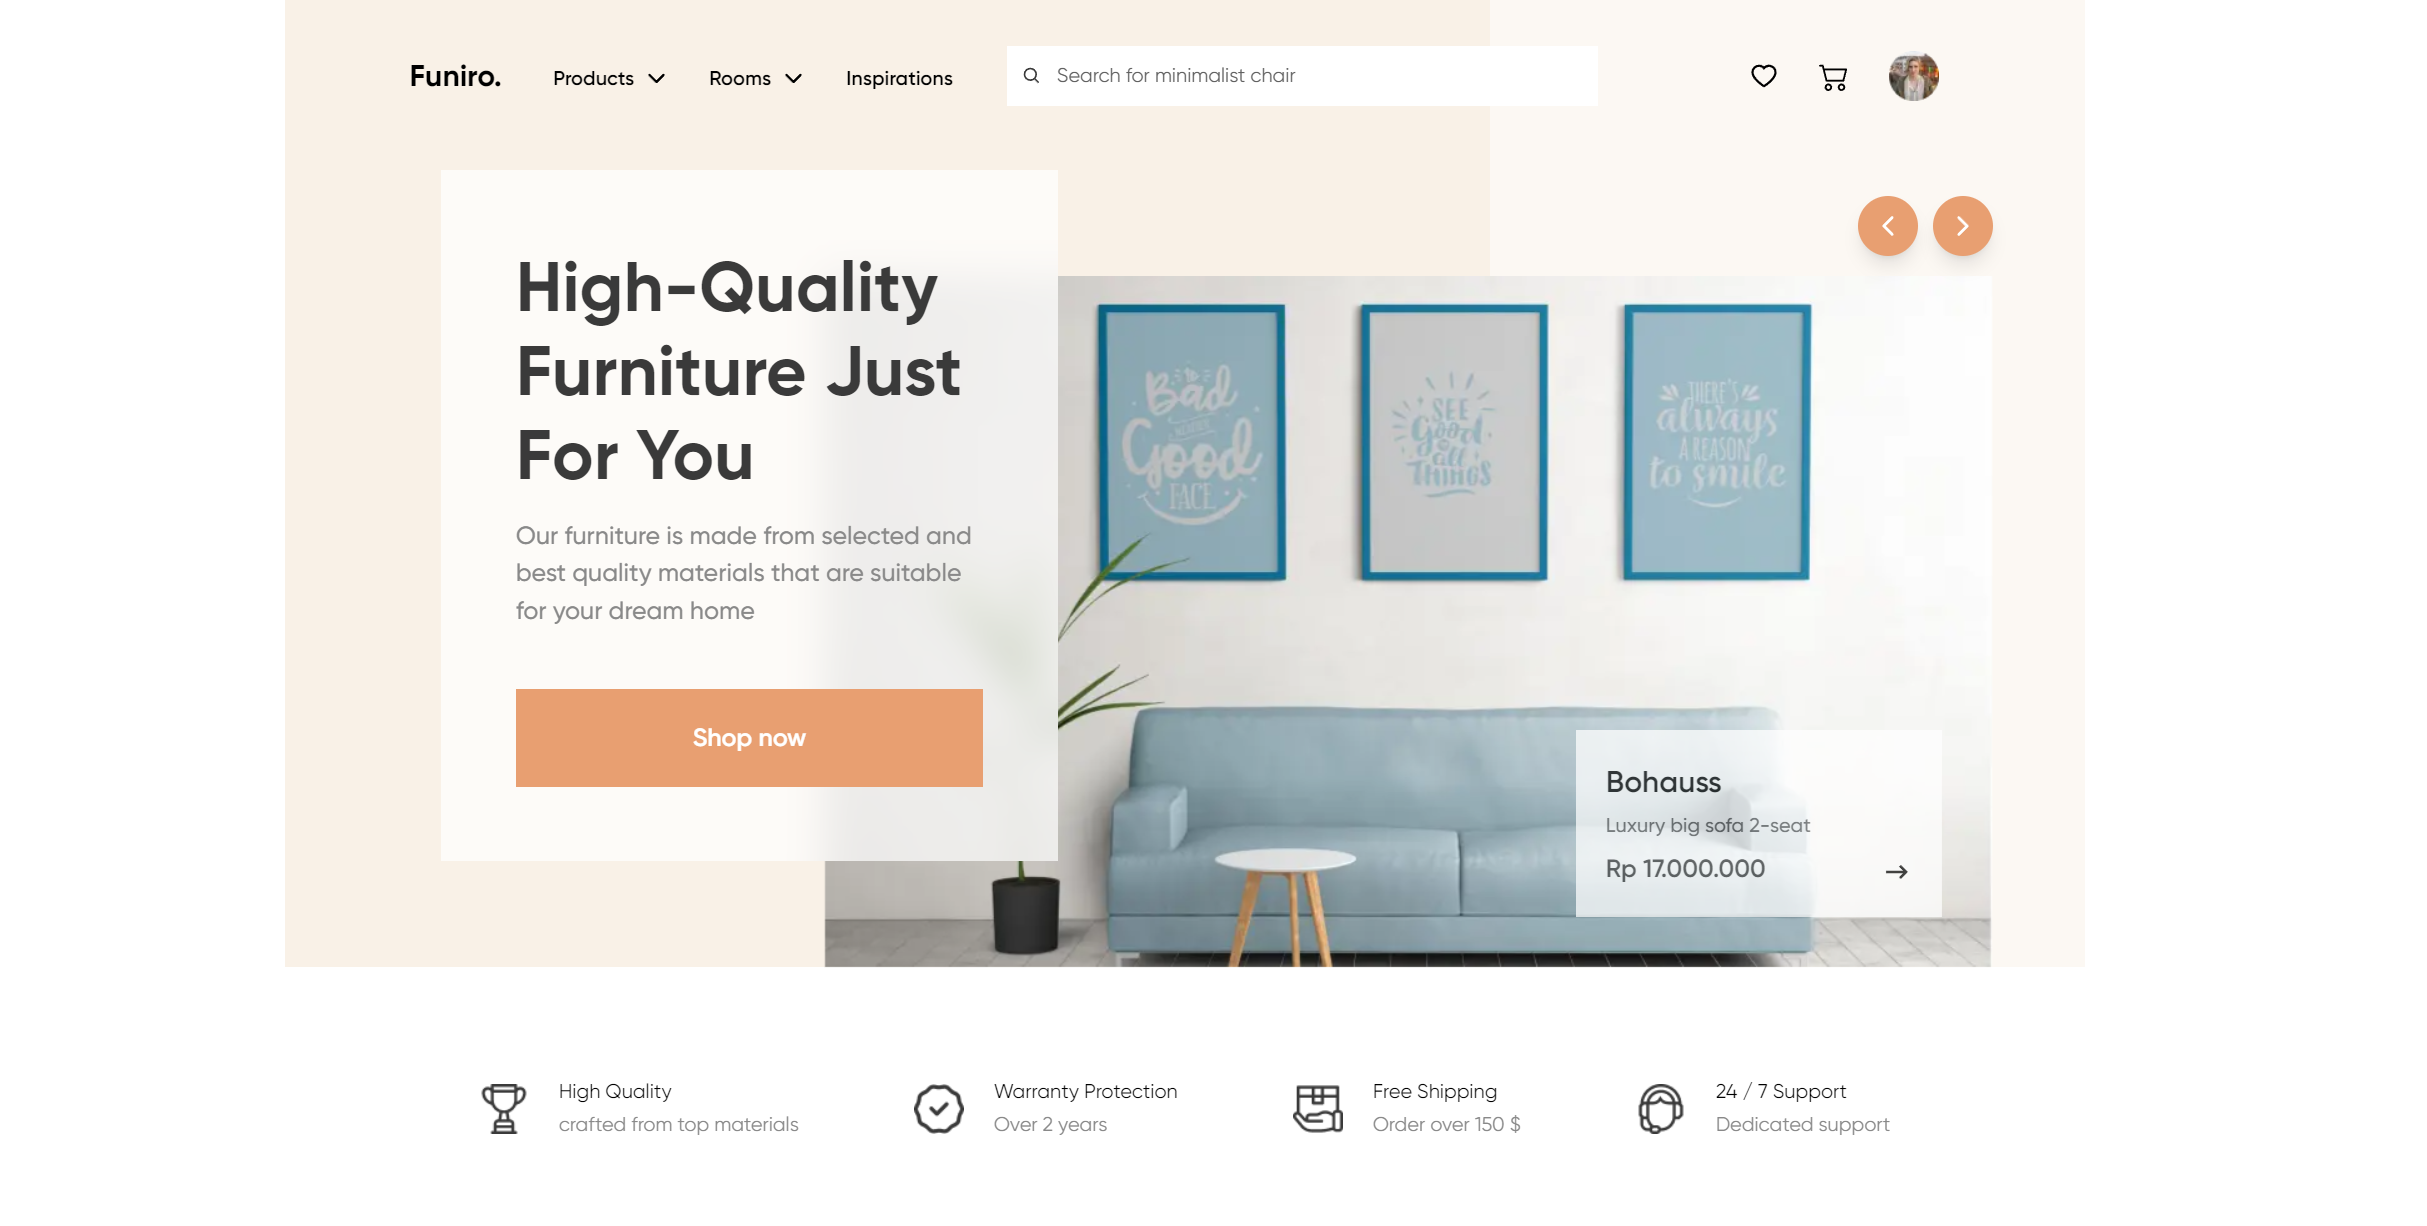 Funiro.
Products
Rooms
Inspirations
Search for minimalist chair
High-Quality
Furniture Just
For You
Our furniture is made from selected and
best quality materials that are suitable
for your dream home
Shop now
Bad
Good
FACE
SEE
Good
all
THINGS
THERE'S
always
A REASON
to smile
Bohauss
Luxury big sofa 2-seat
Rp 17.000.000
High Quality
crafted from top materials
Warranty Protection
Over 2 years
Free Shipping
Order over 150 $
24 / 7 Support
Dedicated support